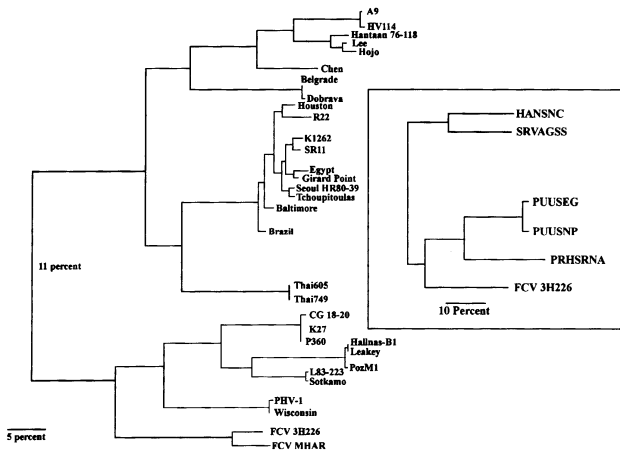 A9
HV114
Hantaan 76-118
Lee
Hojo
Chen
Belgrade
Dobrava
Houston
R22
K1262
SR11
Egypt
Girard Point
Seoul HR80-39
Tchoupitoulas
Baltimore
Brazil
11 percent
Thai605
Thai749
CG 18-20
K27
P360
Hallnas-B1
Leakey
PozM1
L83-223
Sotkamo
PHV-1
Wisconsin
FCV 3H226
FCV MHAR
5 percent
HANSNC
SRVAGSS
PUUSEG
PUUSNP
PRHSRNA
FCV 3H226
10 Percent